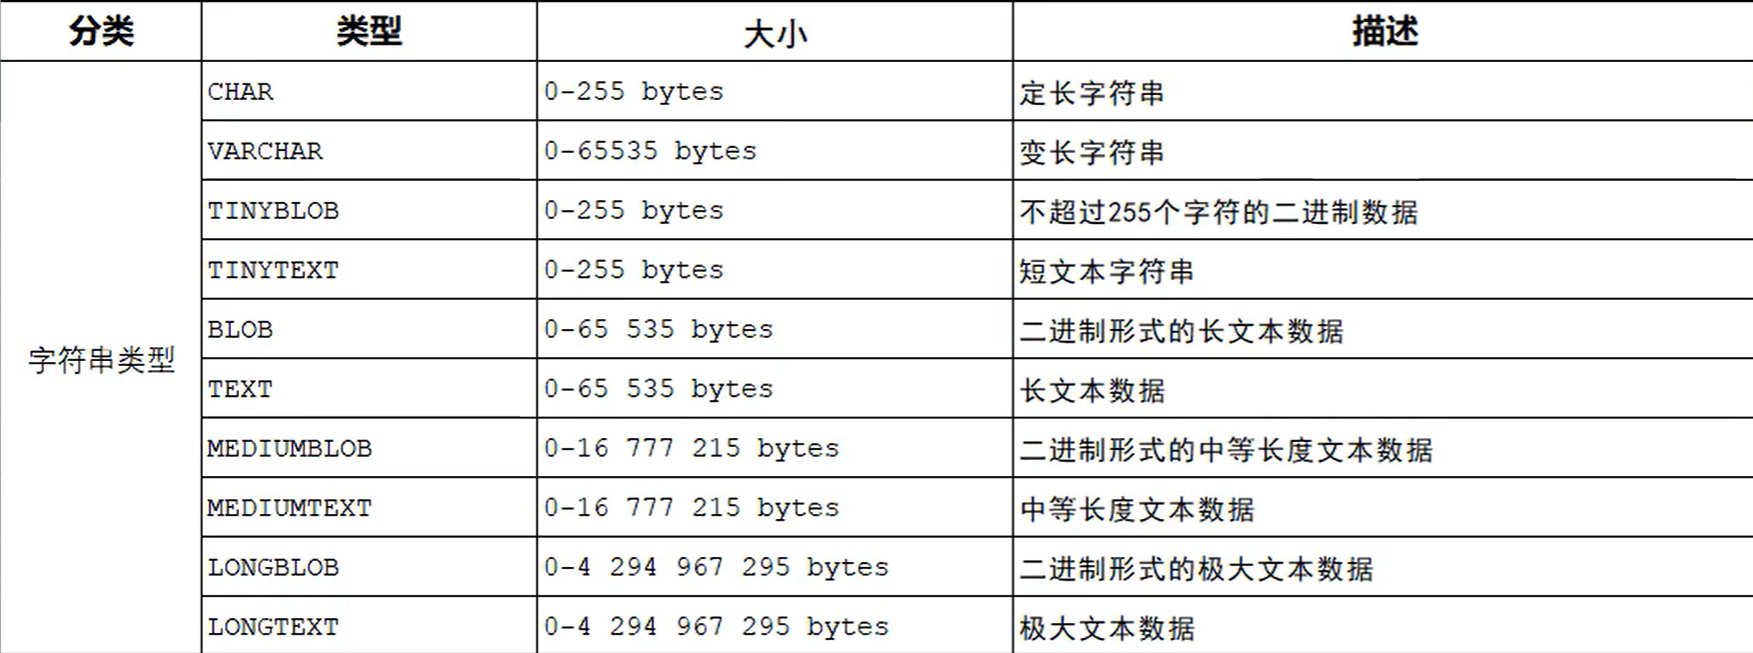 分类 类型 大小 描述
CHAR 0-255 bytes 定长字符串
VARCHAR 0-65535 bytes 变长字符串
TINYBLOB 0-255 bytes 不超过255个字符的二进制数据
TINYTEXT 0-255 bytes 短文本字符串
BLOB 0-65 535 bytes 二进制形式的长文本数据
字符串类型
TEXT 0-65 535 bytes 长文本数据
MEDIUMBLOB 0-16 777 215 bytes 二进制形式的中等长度文本数据
MEDIUMTEXT 0-16 777 215 bytes 中等长度文本数据
LONGBLOB 0-4 294 967 295 bytes 二进制形式的极大文本数据
LONGTEXT 0-4 294 967 295 bytes 极大文本数据